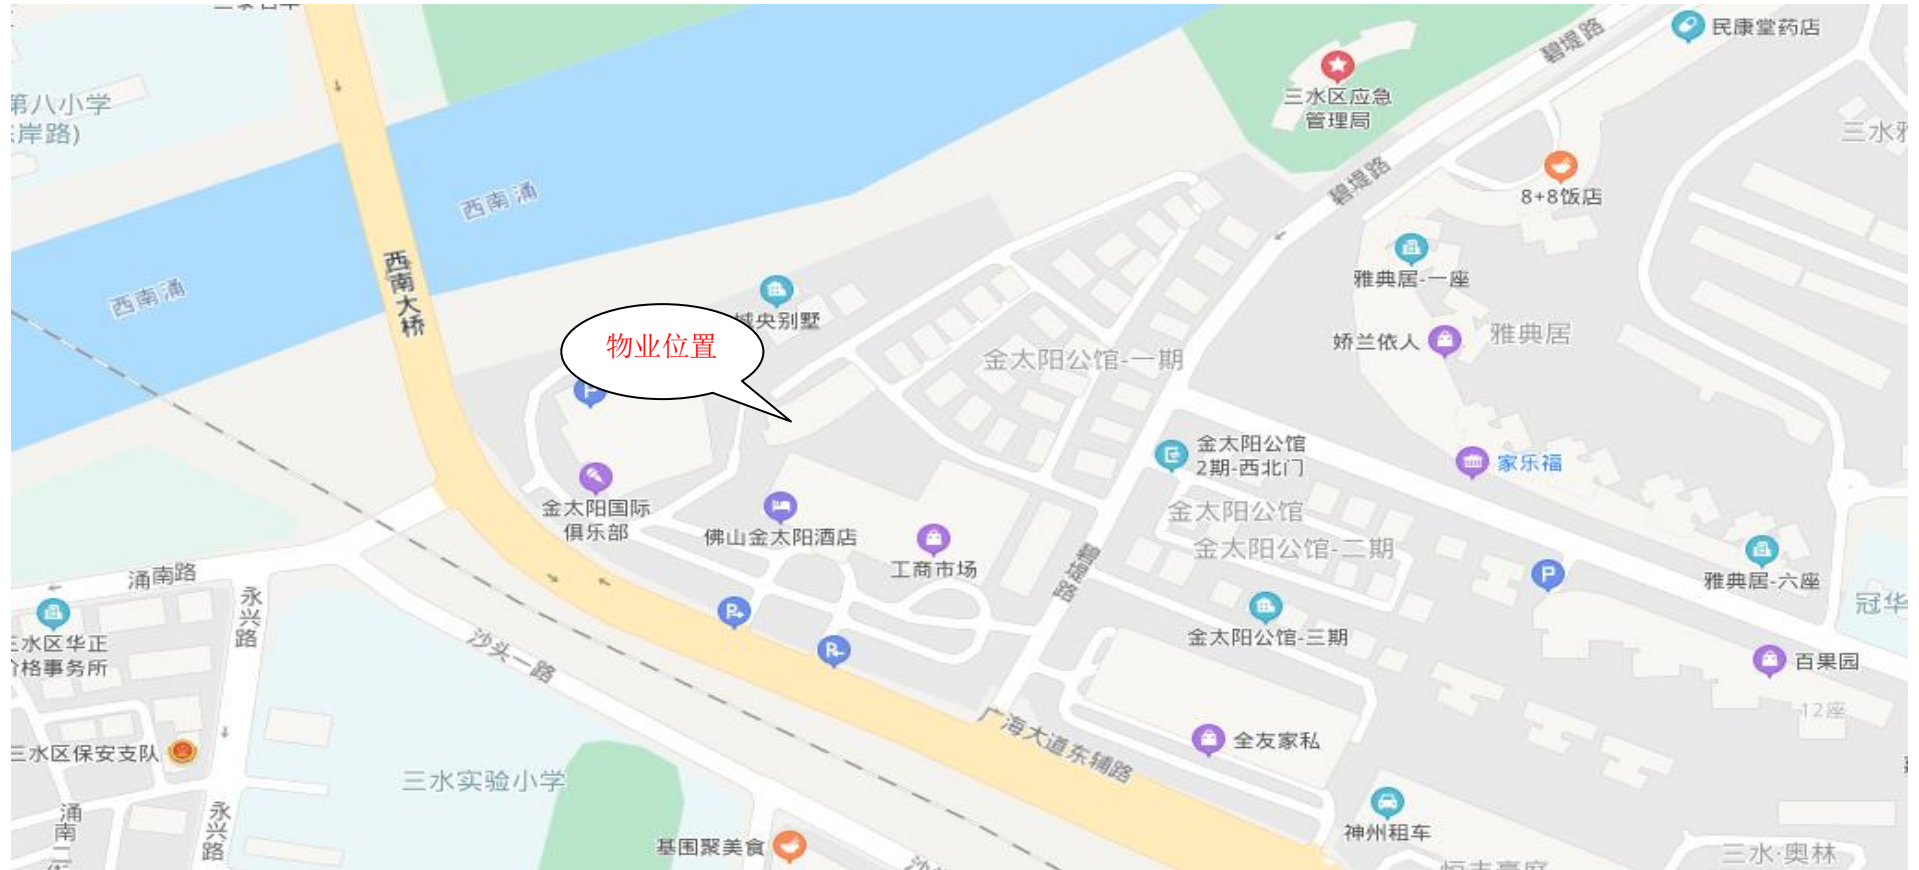 民康堂药店
碧堤路
第八小学
岸路)
三水区应急
管理局
三水雅
碧堤路
8+8饭店
西南涌
西南涌
西南大桥
雅典居-一座
城央别墅
物业位置
娇兰依人
雅典居
金太阳公馆-一期
金太阳公馆
2期-西北门
家乐福
金太阳国际
俱乐部
佛山金太阳酒店
工商市场
金太阳公馆
金太阳公馆-二期
碧堤路
雅典居-六座
冠华
涌南路
永兴路
三水区华正
价格事务所
沙头一路
金太阳公馆-三期
百果园
12座
广海大道东辅路
全友家私
三水区保安支队
三水实验小学
涌南二街
永兴路
基围聚美食
神州租车
三水·奥林